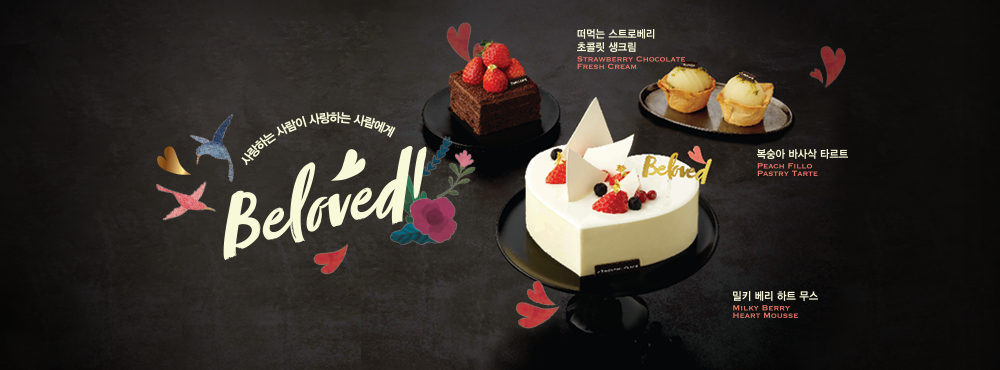 떠먹는 스트로베리
초콜릿 생크림
STRAWBERRY CHOCOLATE
FRESH CREAM
사랑하는 사람이 사랑하는 사람에게
Beloved!
Beloved
복숭아 바사삭 타르트
PEACH FILLO
PASTRY TARTE
밀키 베리 하트 무스
MILKY BERRY
HEART MOUSSE